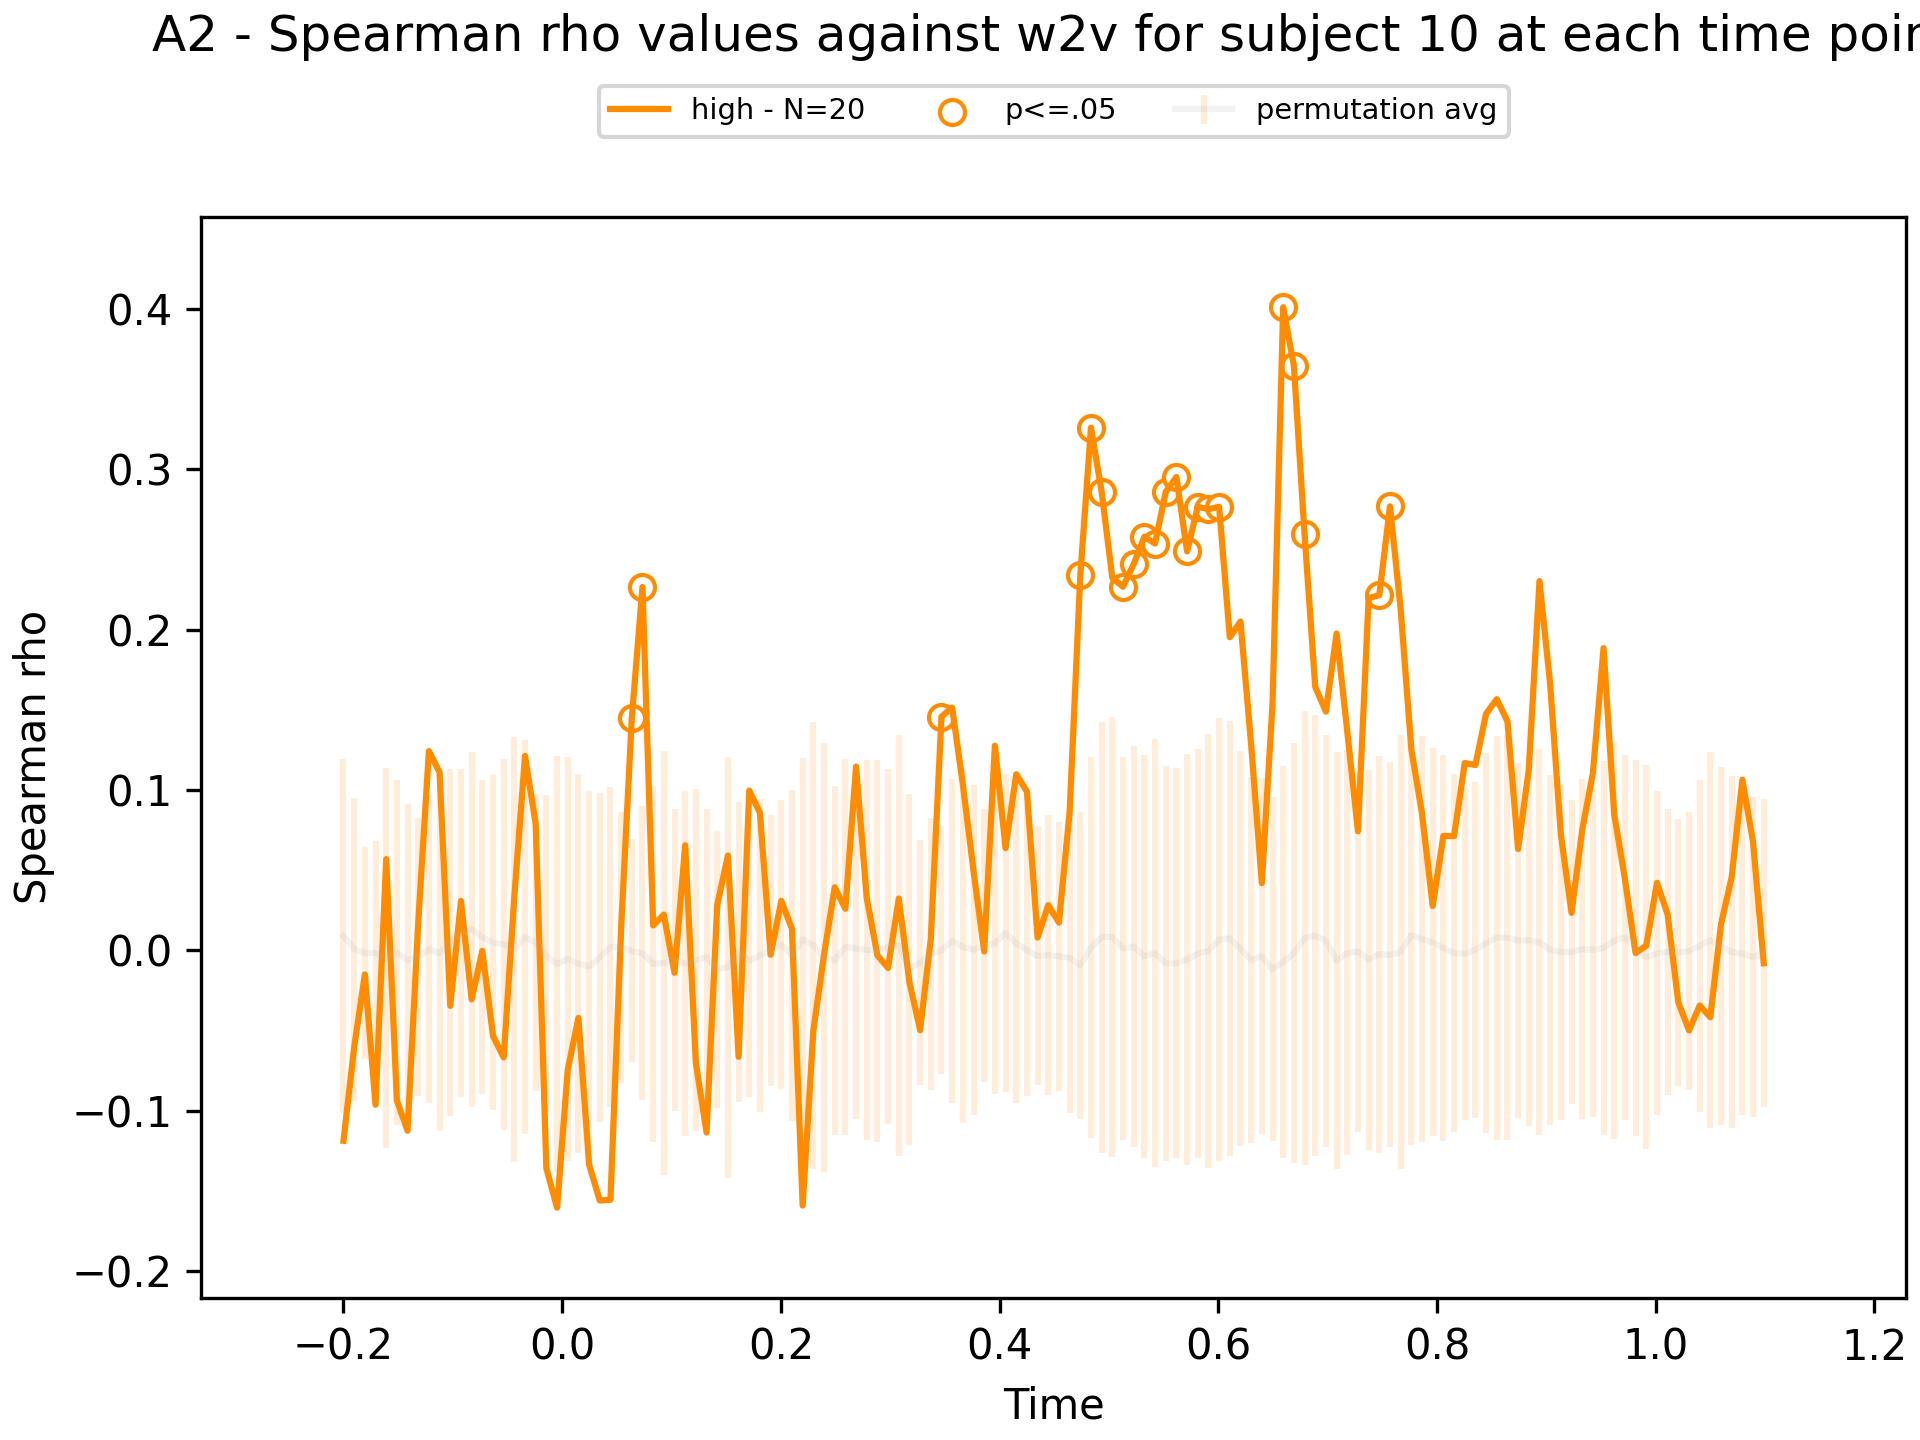 A2 - Spearman rho values against w2v for subject 10 at each time poi
high - N=20 p<=.05 permutation avg
0.4
0.3
0.2
0.1
0.0
−0.1
−0.2
Spearman rho
−0.2 0.0 0.2 0.4 0.6 0.8 1.0 1.2
Time